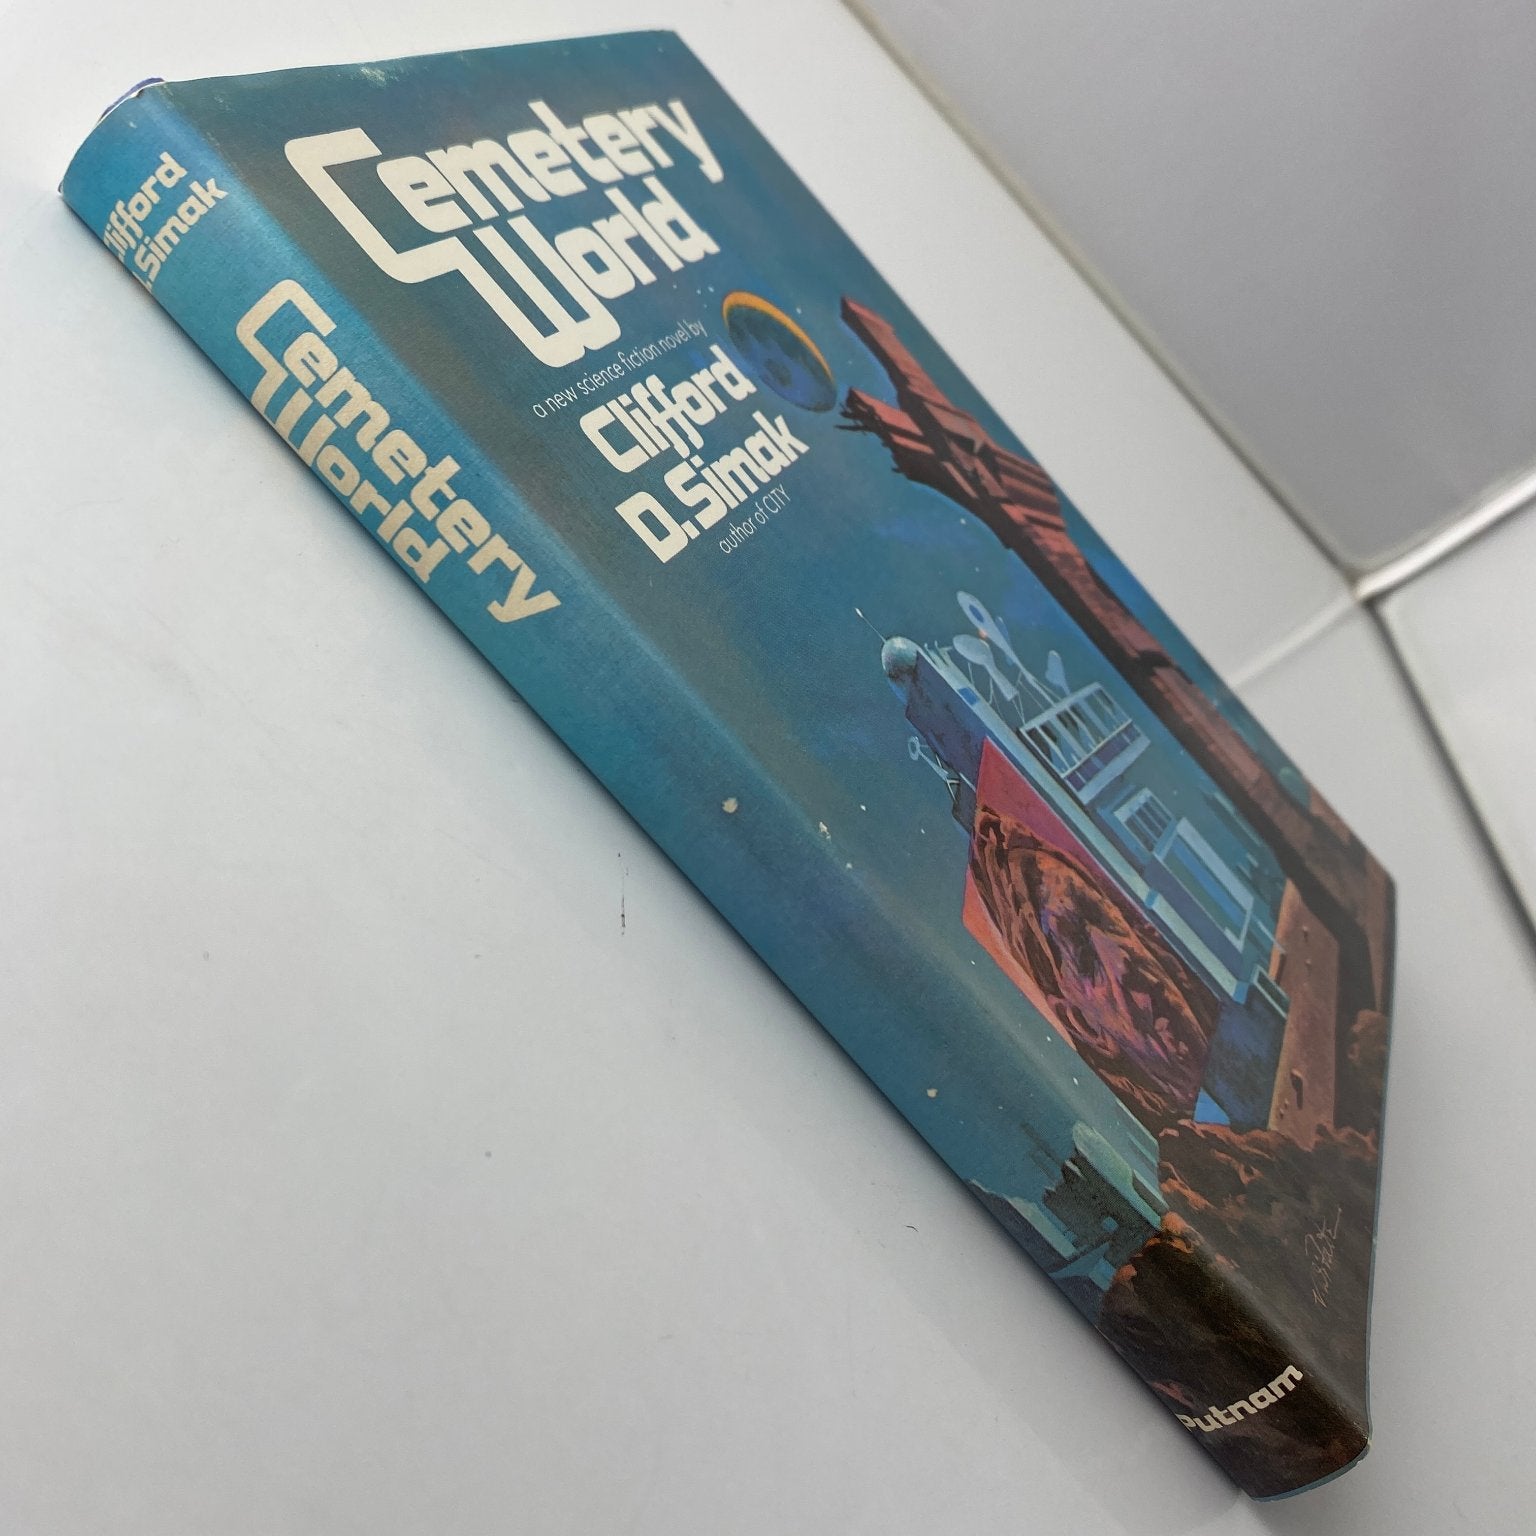 Cemetery
World
a new science fiction novel by
Clifford
D. Simak
author of CITY
Clifford
D. Simak
Cemetery
World
Putnam